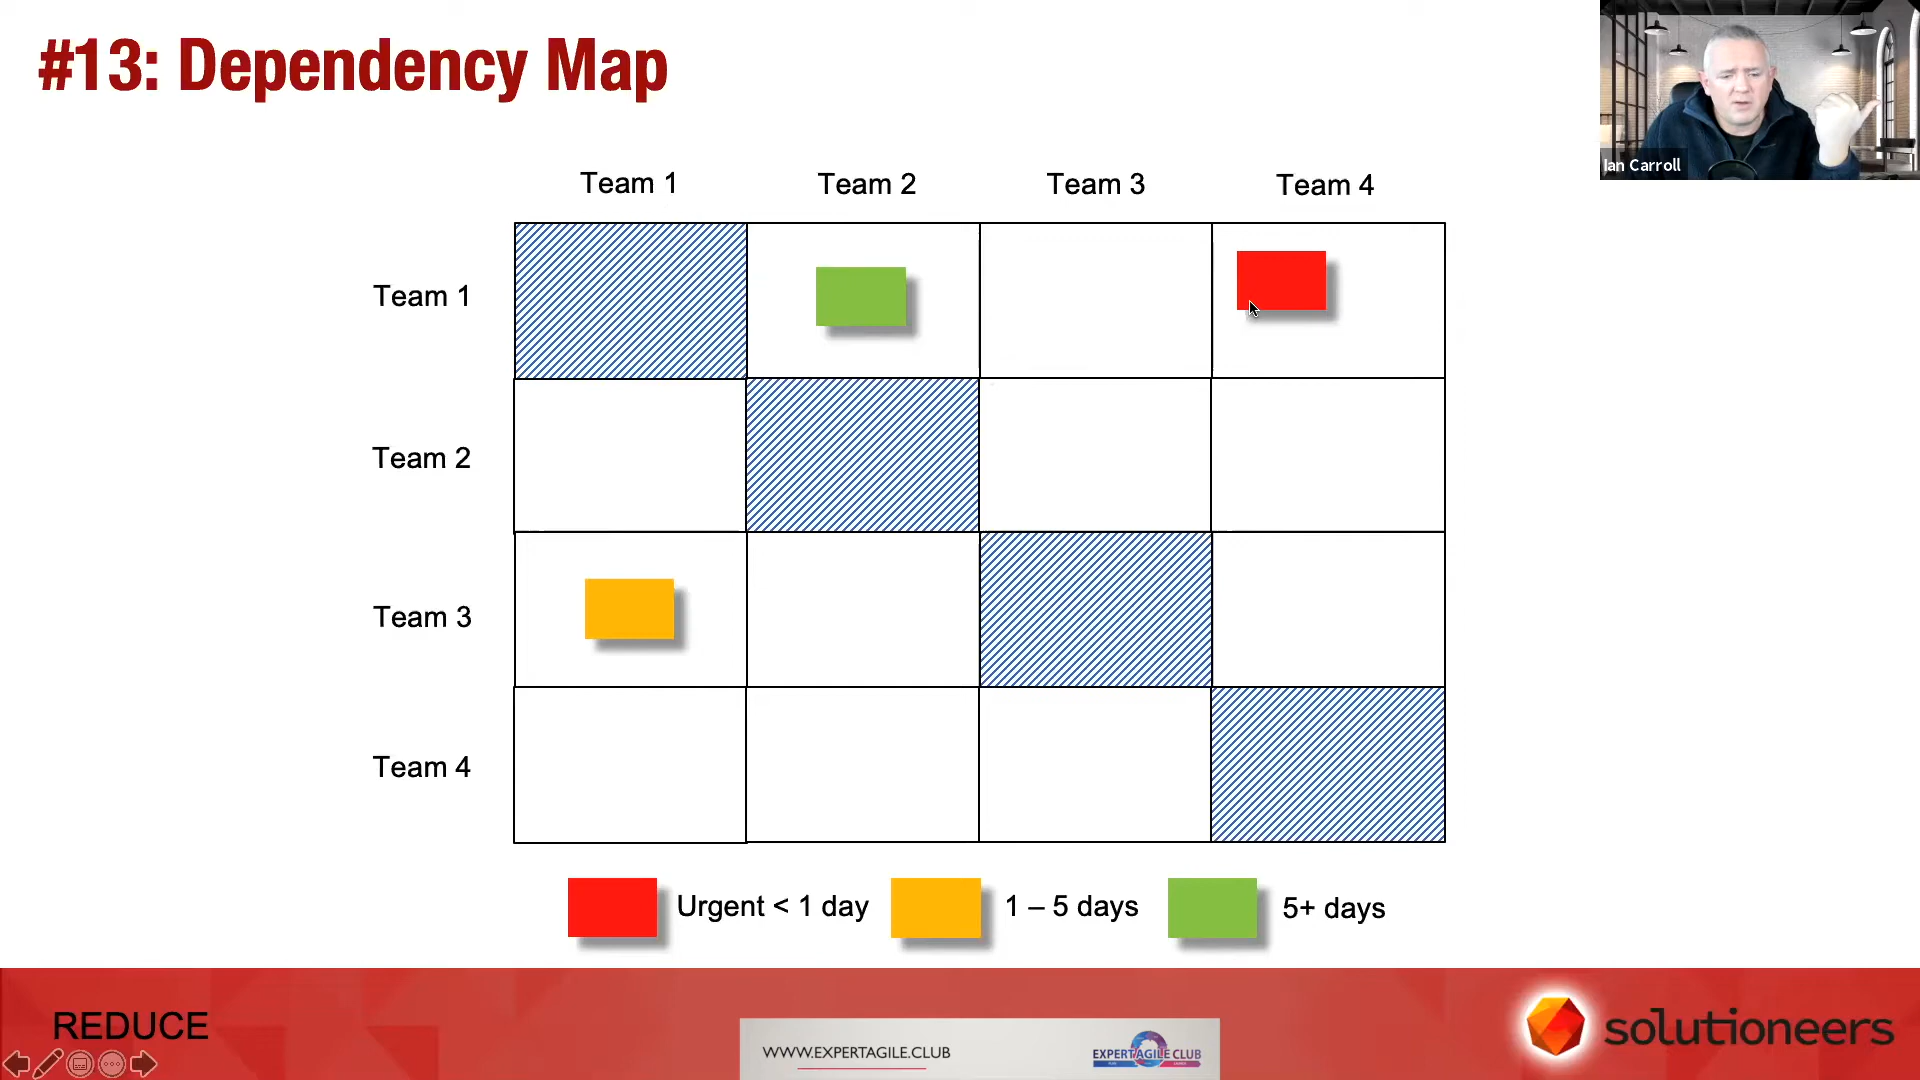 #13: Dependency Map
Ian Carroll
Team 1
Team 2
Team 3
Team 4
Team 1
Team 2
Team 3
Team 4
Urgent < 1 day
1 – 5 days
5+ days
REDUCE
WWW.EXPERTAGILE.CLUB
EXPERT AGILE CLUB
solutioneers